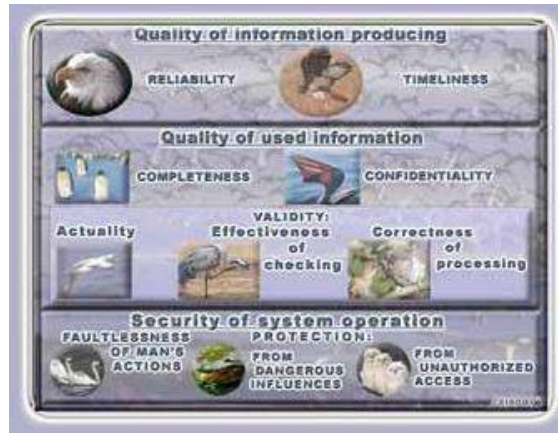 Quality of information producing
RELIABILITY
TIMELINESS
Quality of used information
COMPLETENESS
CONFIDENTIALITY
VALIDITY:
Actuality
Effectiveness
of
checking
Correctness
of
processing
Security of system operation
FAULTLESSNESS
OF MAN'S
ACTIONS
PROTECTION:
FROM
DANGEROUS
INFLUENCES
FROM
UNAUTHORIZED
ACCESS